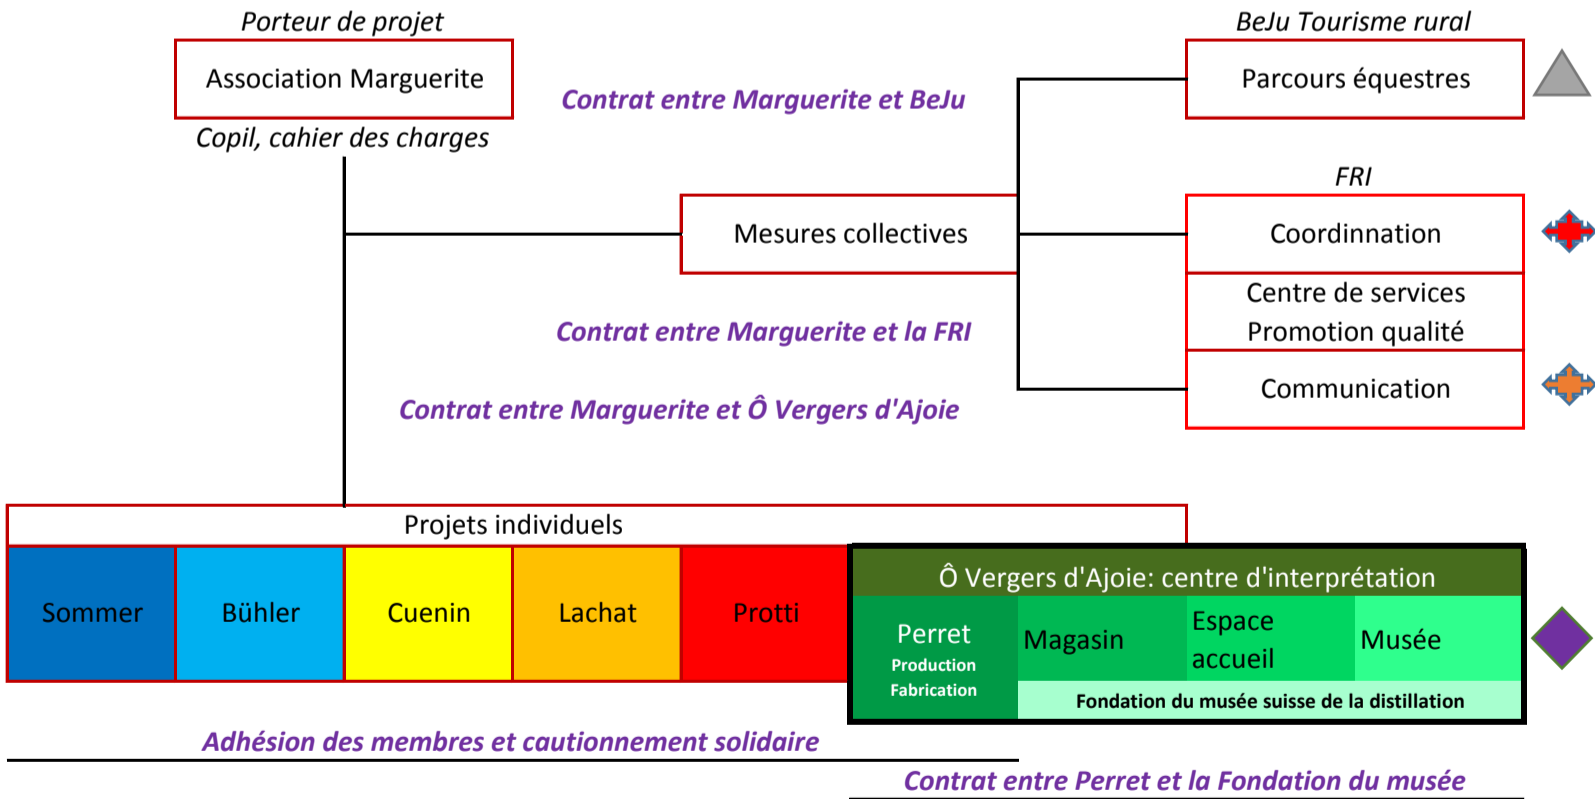 Porteur de projet
BeJu Tourisme rural
Association Marguerite
Parcours équestres
Contrat entre Marguerite et BeJu
Copil, cahier des charges
FRI
Mesures collectives
Coordinnation
Centre de services
Promotion qualité
Contrat entre Marguerite et la FRI
Communication
Contrat entre Marguerite et Ô Vergers d'Ajoie
Projets individuels
Sommer
Bühler
Cuenin
Lachat
Protti
Ô Vergers d'Ajoie: centre d'interprétation
Perret
Production
Fabrication
Magasin
Espace
accueil
Musée
Fondation du musée suisse de la distillation
Adhésion des membres et cautionnement solidaire
Contrat entre Perret et la Fondation du musée